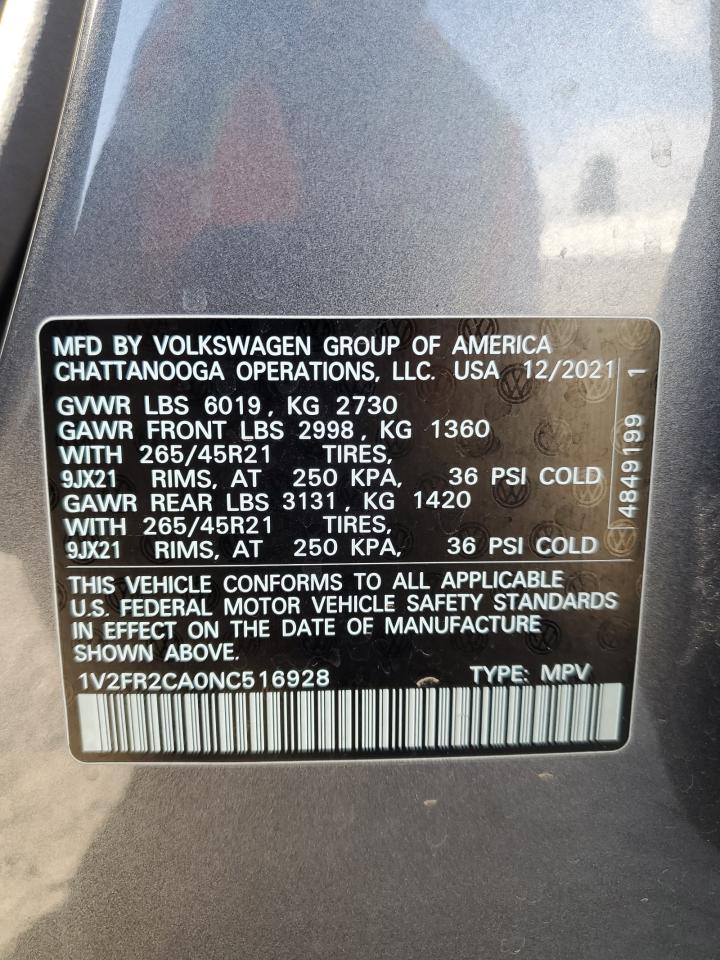 MFD BY VOLKSWAGEN GROUP OF AMERICA
CHATTANOOGA OPERATIONS, LLC. USA 12/2021
GVWR LBS 6019, KG 2730
GAWR FRONT LBS 2998, KG 1360
WITH 265/45R21 TIRES,
9JX21 RIMS, AT 250 KPA, 36 PSI COLD
GAWR REAR LBS 3131, KG 1420
WITH 265/45R21 TIRES,
9JX21 RIMS, AT 250 KPA, 36 PSI COLD
4849199 1
THIS VEHICLE CONFORMS TO ALL APPLICABLE
U.S. FEDERAL MOTOR VEHICLE SAFETY STANDARDS
IN EFFECT ON THE DATE OF MANUFACTURE
SHOWN ABOVE.
1V2FR2CA0NC516928 TYPE: MPV